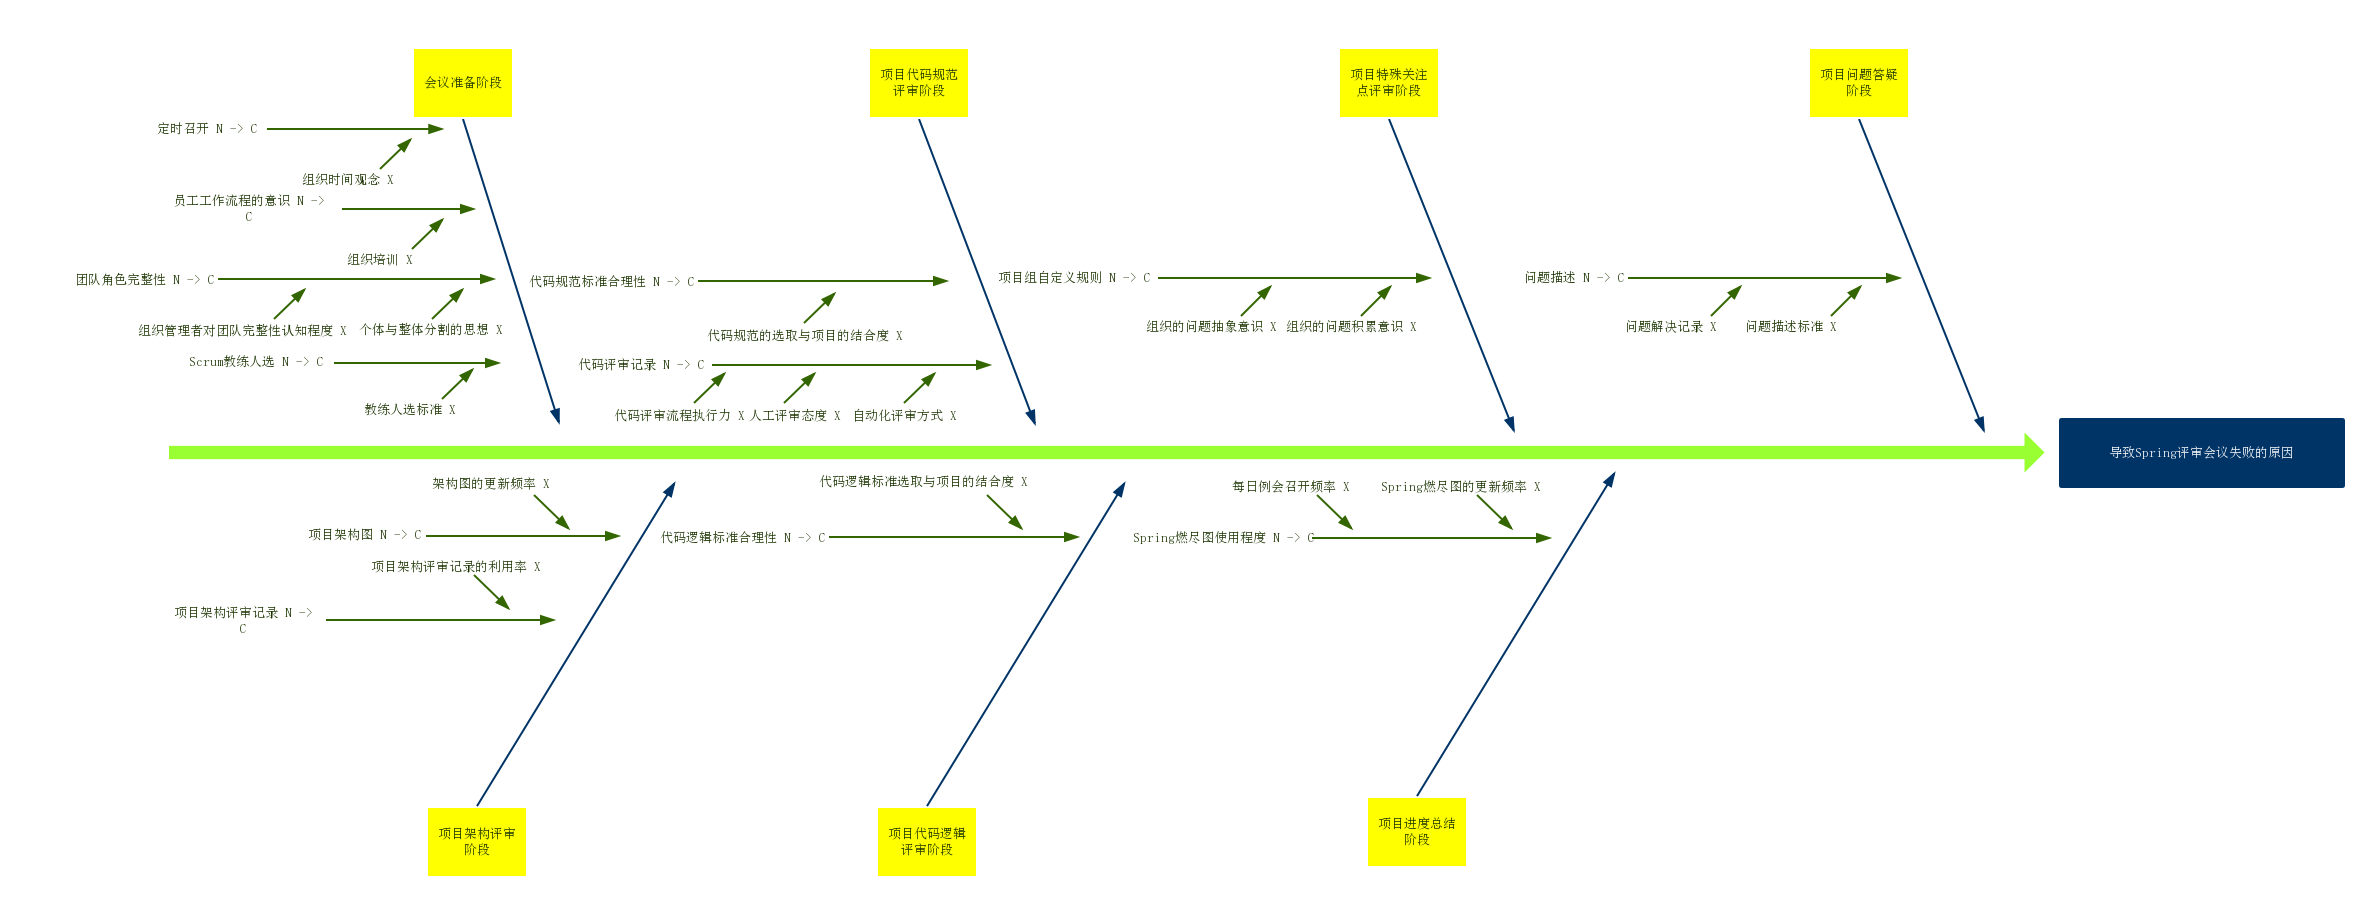 会议准备阶段
项目代码规范
评审阶段
项目特殊关注
点评审阶段
项目问题答疑
阶段
定时召开 N -> C
组织时间观念 X
员工工作流程的意识 N ->
C
组织培训 X
团队角色完整性 N -> C
组织管理者对团队完整性认知程度 X
个体与整体分割的思想 X
Scrum教练人选 N -> C
教练人选标准 X
代码规范标准合理性 N -> C
代码规范的选取与项目的结合度 X
代码评审记录 N -> C
代码评审流程执行力 X
人工评审态度 X
自动化评审方式 X
项目组自定义规则 N -> C
组织的问题抽象意识 X
组织的问题积累意识 X
问题描述 N -> C
问题解决记录 X
问题描述标准 X
导致Spring评审会议失败的原因
架构图的更新频率 X
项目架构图 N -> C
项目架构评审记录的利用率 X
项目架构评审记录 N ->
C
代码逻辑标准选取与项目的结合度 X
代码逻辑标准合理性 N -> C
每日例会召开频率 X
Spring燃尽图的更新频率 X
Spring燃尽图使用程度 N -> C
项目架构评审
阶段
项目代码逻辑
评审阶段
项目进度总结
阶段